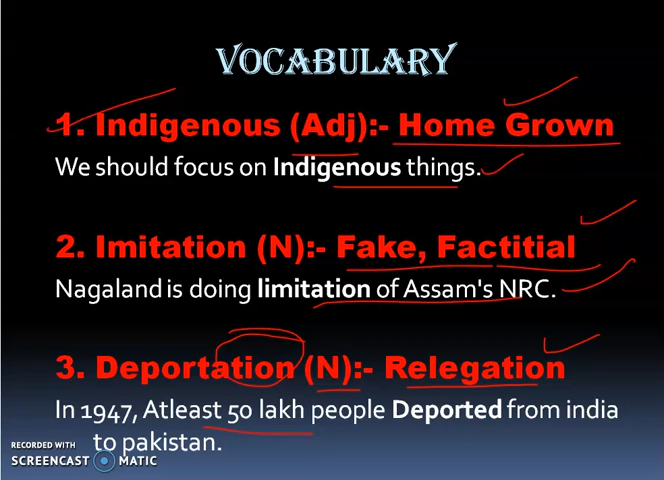 VOCABULARY
1. Indigenous (Adj):- Home Grown
We should focus on Indigenous things.
2. Imitation (N):- Fake, Factitial
Nagaland is doing limitation of Assam's NRC.
3. Deportation (N):- Relegation
In 1947, Atleast 50 lakh people Deported from india
to pakistan.
RECORDED WITH
SCREENCAST MATIC